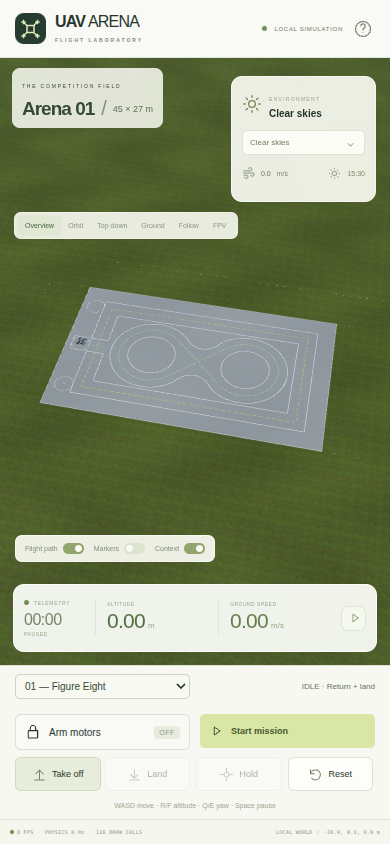 UAV ARENA
FLIGHT LABORATORY
LOCAL SIMULATION
?
THE COMPETITION FIELD
Arena 01 / 45 × 27 m
ENVIRONMENT
Clear skies
Clear skies
0.0 m/s
15:30
Overview Orbit Top down Ground Follow FPV
Flight path Markers Context
TELEMETRY
00:00
PAUSED
ALTITUDE
0.00 m
GROUND SPEED
0.00 m/s
01 — Figure Eight
IDLE · Return + land
Arm motors OFF
Start mission
Take off Land Hold Reset
WASD move · R/F altitude · Q/E yaw · Space pause
FPS · PHYSICS 0 Hz · 116 DRAW CALLS
LOCAL WORLD / -20.0, 0.3, 0.0 m